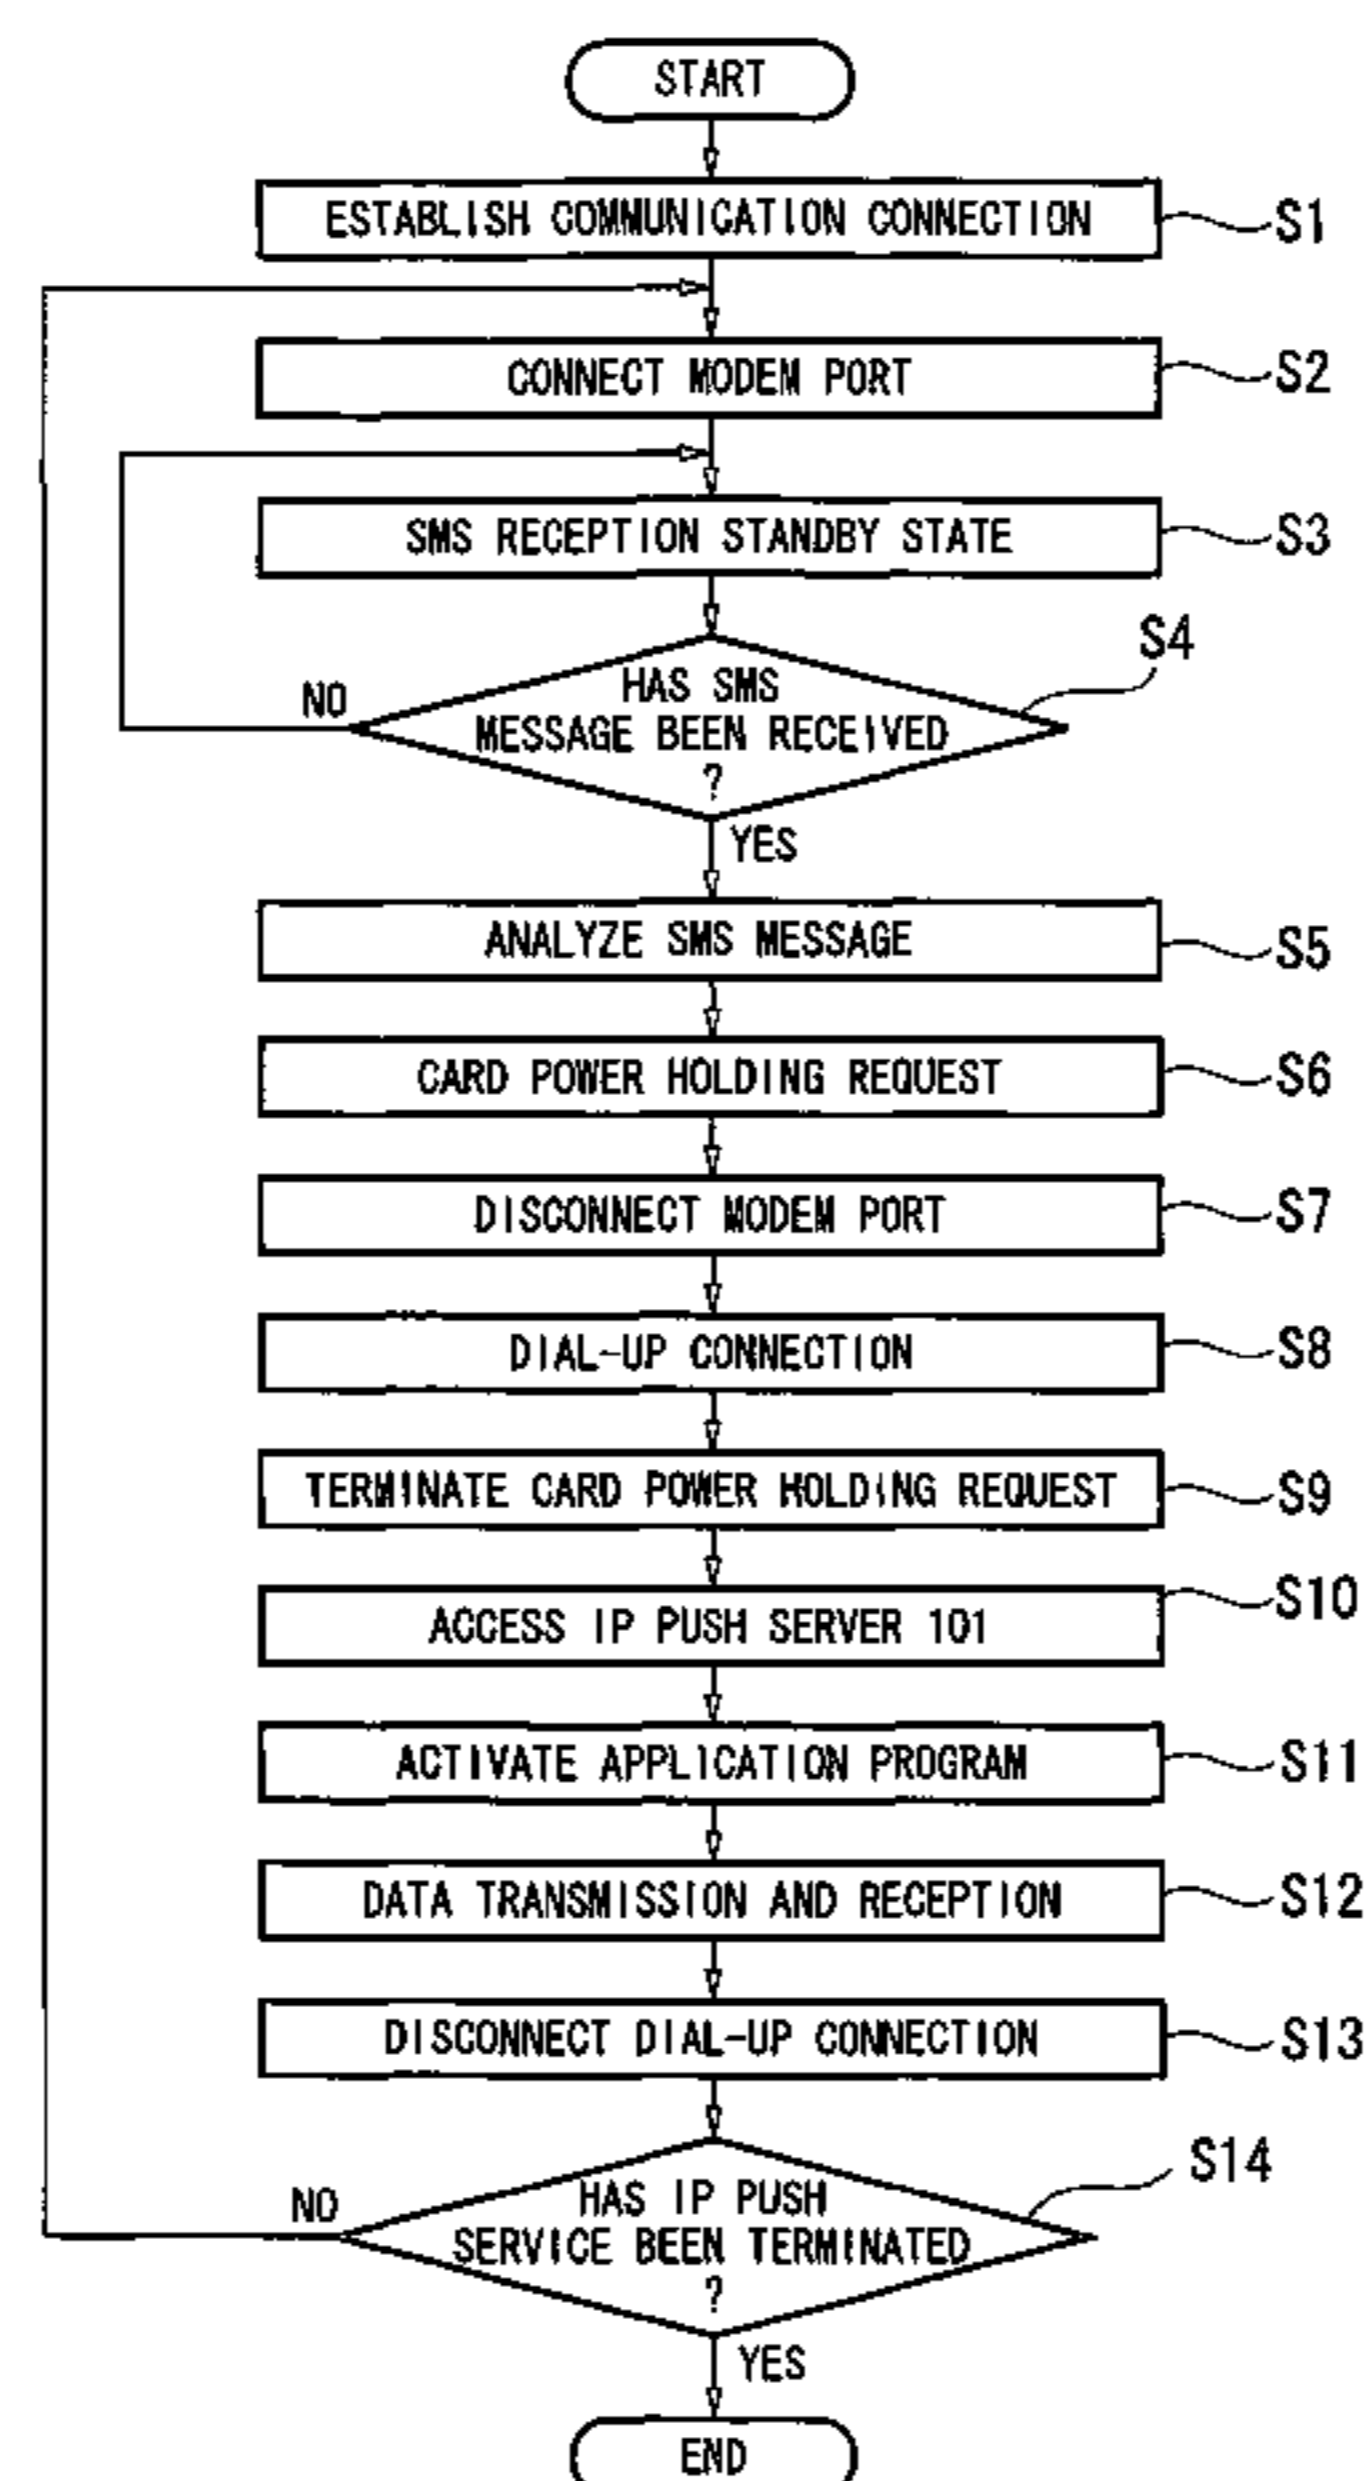 START
ESTABLISH COMMUNICATION CONNECTION
S1
CONNECT MODEM PORT
S2
SMS RECEPTION STANDBY STATE
S3
S4
HAS SMS
MESSAGE BEEN RECEIVED
?
NO
YES
ANALYZE SMS MESSAGE
S5
CARD POWER HOLDING REQUEST
S6
DISCONNECT MODEM PORT
S7
DIAL-UP CONNECTION
S8
TERMINATE CARD POWER HOLDING REQUEST
S9
ACCESS IP PUSH SERVER 101
S10
ACTIVATE APPLICATION PROGRAM
S11
DATA TRANSMISSION AND RECEPTION
S12
DISCONNECT DIAL-UP CONNECTION
S13
S14
HAS IP PUSH
SERVICE BEEN TERMINATED
?
NO
YES
END